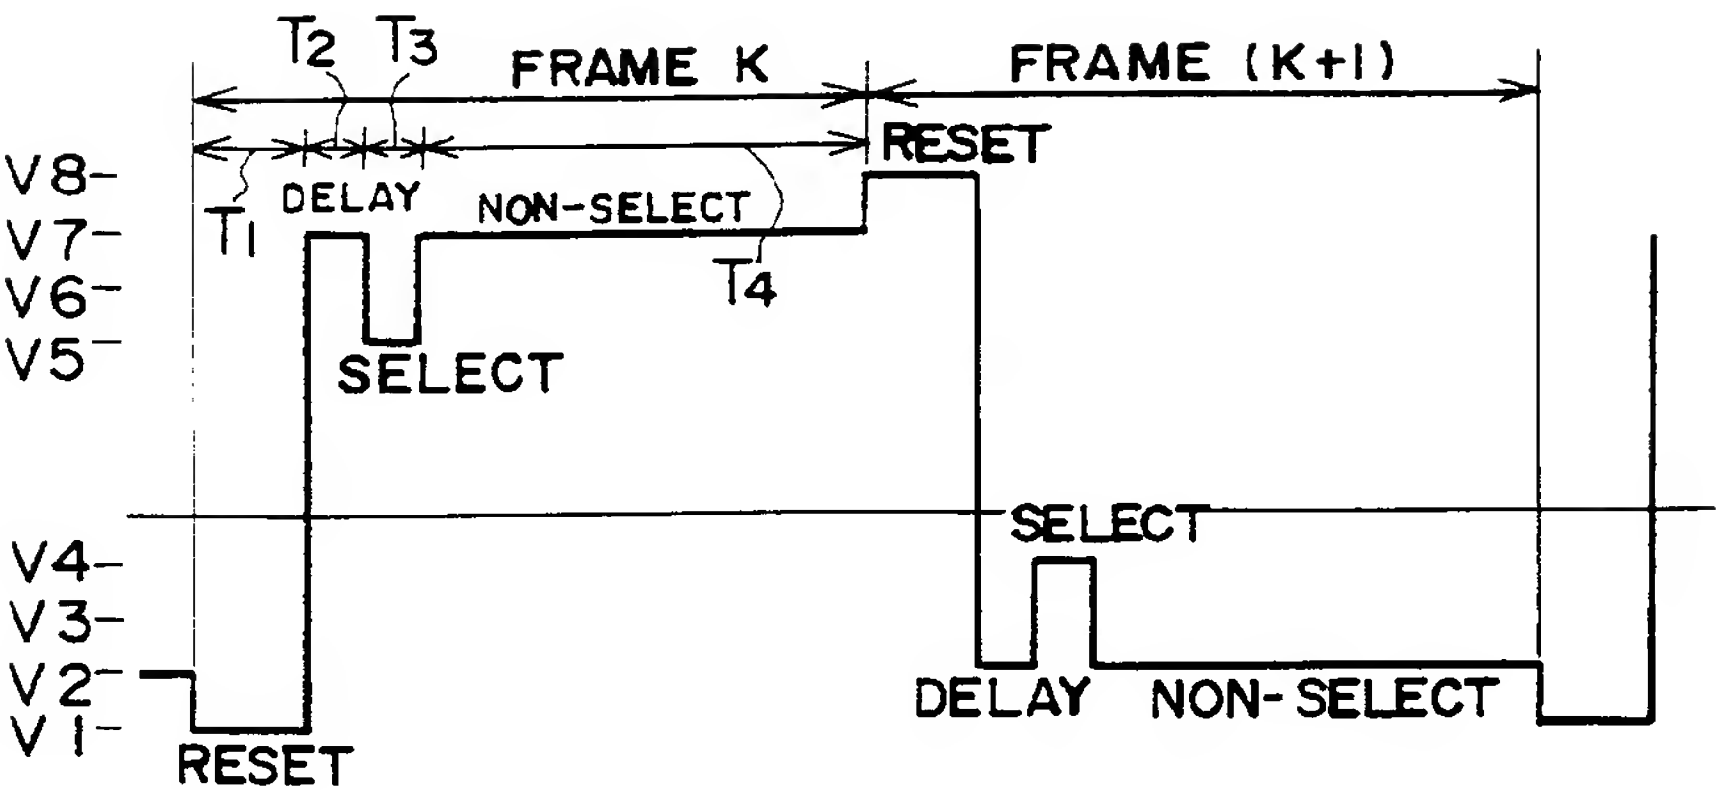 T2 T3
FRAME K
FRAME (K+1)
RESET
V8
DELAY
NON-SELECT
T1
V7
T4
V6
V5
SELECT
SELECT
V4
V3
V2
DELAY
NON-SELECT
V1
RESET